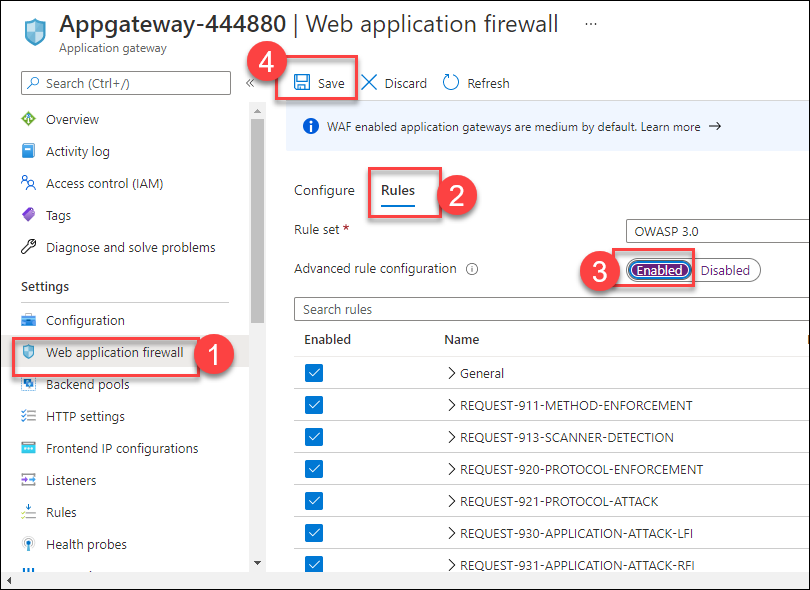 Appgateway-444880 | Web application firewall ...
Application gateway
4
Search (Ctrl+/)
«
Save
Discard
Refresh
Overview
Activity log
Access control (IAM)
Tags
Diagnose and solve problems
Settings
Configuration
Web application firewall
1
Backend pools
HTTP settings
Frontend IP configurations
Listeners
Rules
Health probes
WAF enabled application gateways are medium by default. Learn more →
Configure
Rules
2
Rule set *
OWASP 3.0
Advanced rule configuration
3
Enabled
Disabled
Search rules
Enabled
Name
General
REQUEST-911-METHOD-ENFORCEMENT
REQUEST-913-SCANNER-DETECTION
REQUEST-920-PROTOCOL-ENFORCEMENT
REQUEST-921-PROTOCOL-ATTACK
REQUEST-930-APPLICATION-ATTACK-LFI
REQUEST-931-APPLICATION-ATTACK-RFI